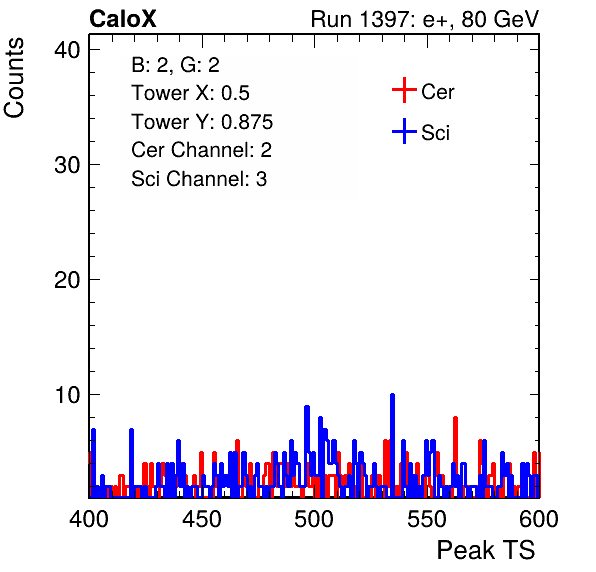 CaloX Run 1397: e+, 80 GeV
Counts
40
30
20
10
B: 2, G: 2
Tower X: 0.5
Tower Y: 0.875
Cer Channel: 2
Sci Channel: 3
Cer
Sci
400 450 500 550 600
Peak TS